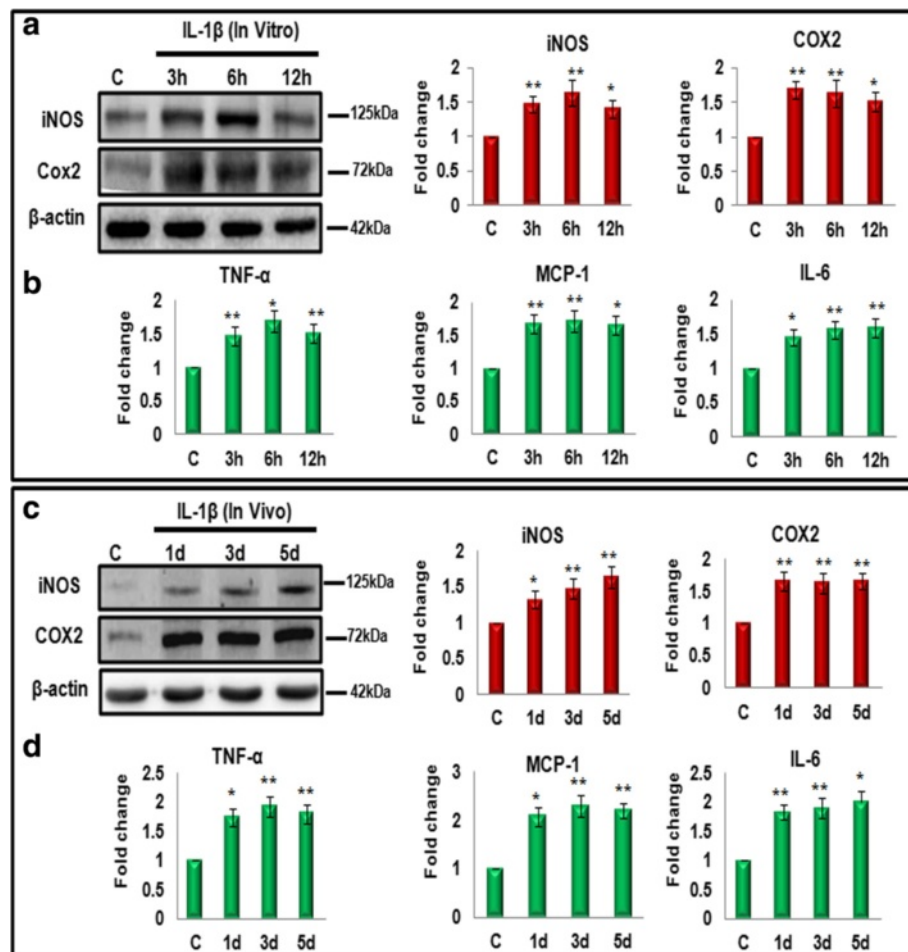 a
IL-1β (In Vitro)
C 3h 6h 12h
iNOS
125kDa
Cox2
72kDa
β-actin
42kDa
iNOS
Fold change
2
1.5
1
0.5
0
** ** *
C 3h 6h 12h
COX2
Fold change
2
1.5
1
0.5
0
** ** *
C 3h 6h 12h
b
TNF-α
Fold change
2
1.5
1
0.5
0
** * **
C 3h 6h 12h
MCP-1
Fold change
2
1.5
1
0.5
0
** ** *
C 3h 6h 12h
IL-6
Fold change
2
1.5
1
0.5
0
* ** **
C 3h 6h 12h
c
IL-1β (In Vivo)
C 1d 3d 5d
iNOS
125kDa
COX2
72kDa
β-actin
42kDa
iNOS
Fold change
2
1.5
1
0.5
0
* ** **
C 1d 3d 5d
COX2
Fold change
2
1.5
1
0.5
0
** ** **
C 1d 3d 5d
d
TNF-α
Fold change
2.5
2
1.5
1
0.5
0
* ** **
C 1d 3d 5d
MCP-1
Fold change
3
2
1
0
* ** **
C 1d 3d 5d
IL-6
Fold change
2.5
2
1.5
1
0.5
0
** ** *
C 1d 3d 5d